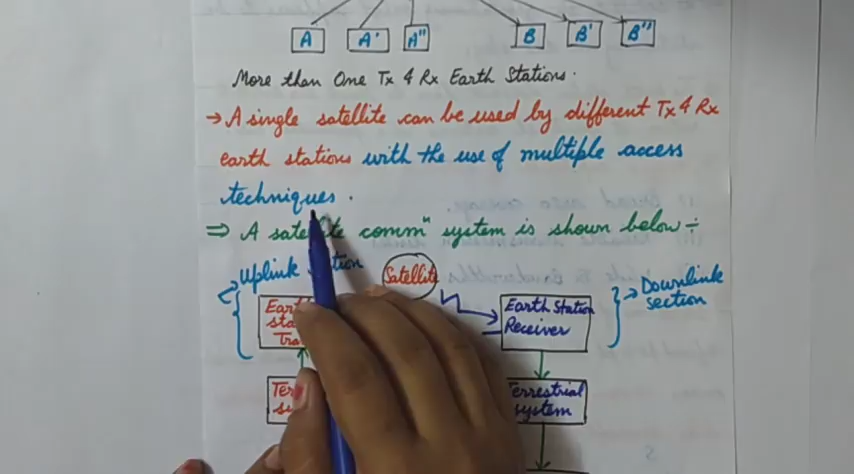 A A' A" B B' B"
More than One Tx & Rx Earth Stations.
→ A single satellite can be used by different Tx & Rx
earth stations with the use of multiple access
techniques.
⇒ A satellite commⁿ system is shown below ÷
Uplink
Satellite
Downlink
section
Earth Station
Receiver
Terrestrial
system